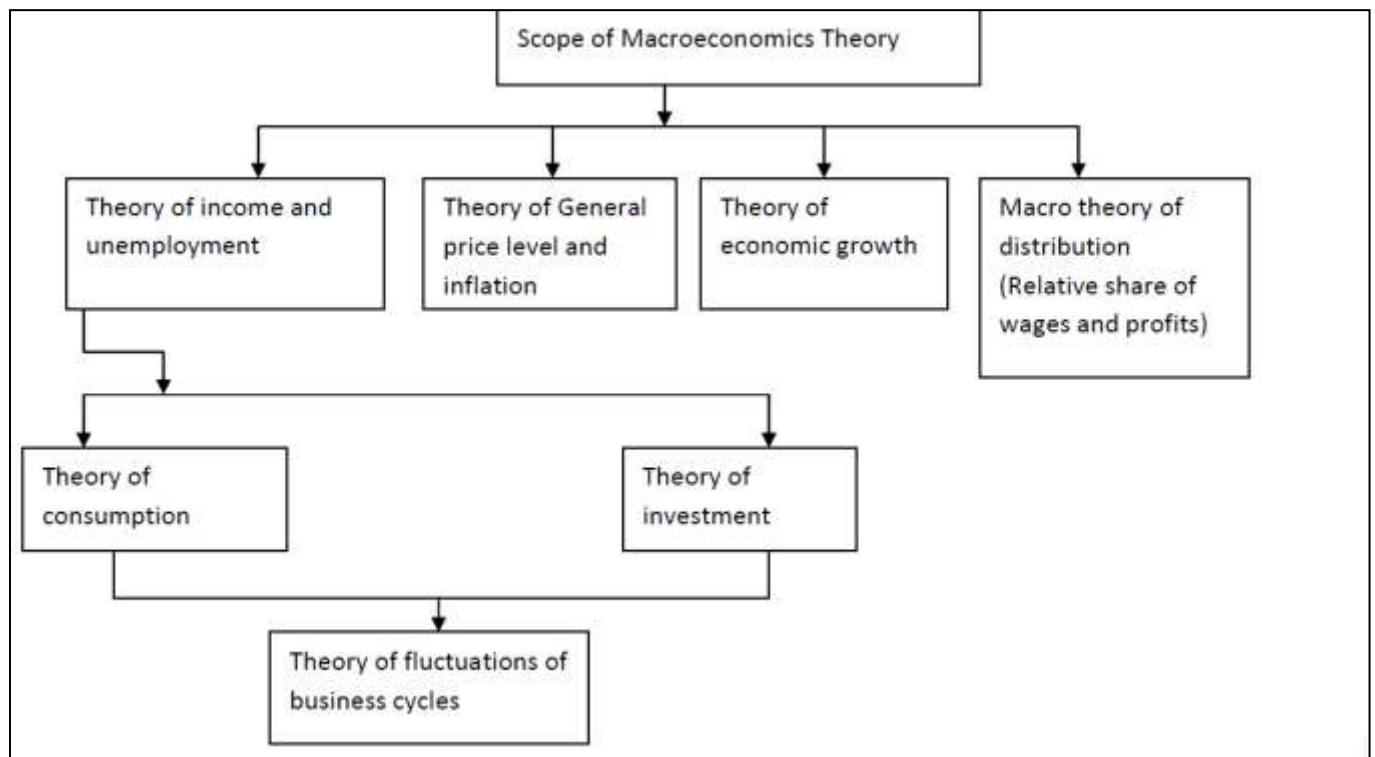 Scope of Macroeconomics Theory
Theory of income and
unemployment
Theory of General
price level and
inflation
Theory of
economic growth
Macro theory of
distribution
(Relative share of
wages and profits)
Theory of
consumption
Theory of
investment
Theory of fluctuations of
business cycles